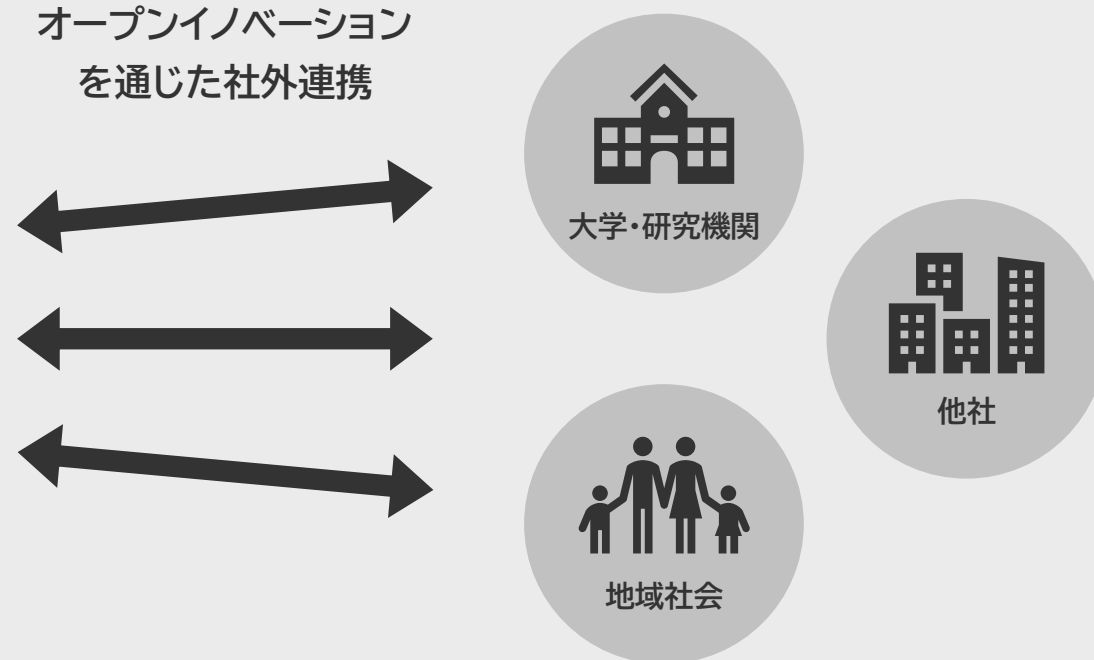 オープンイノベーション
を通じた社外連携
大学・研究機関
他社
地域社会